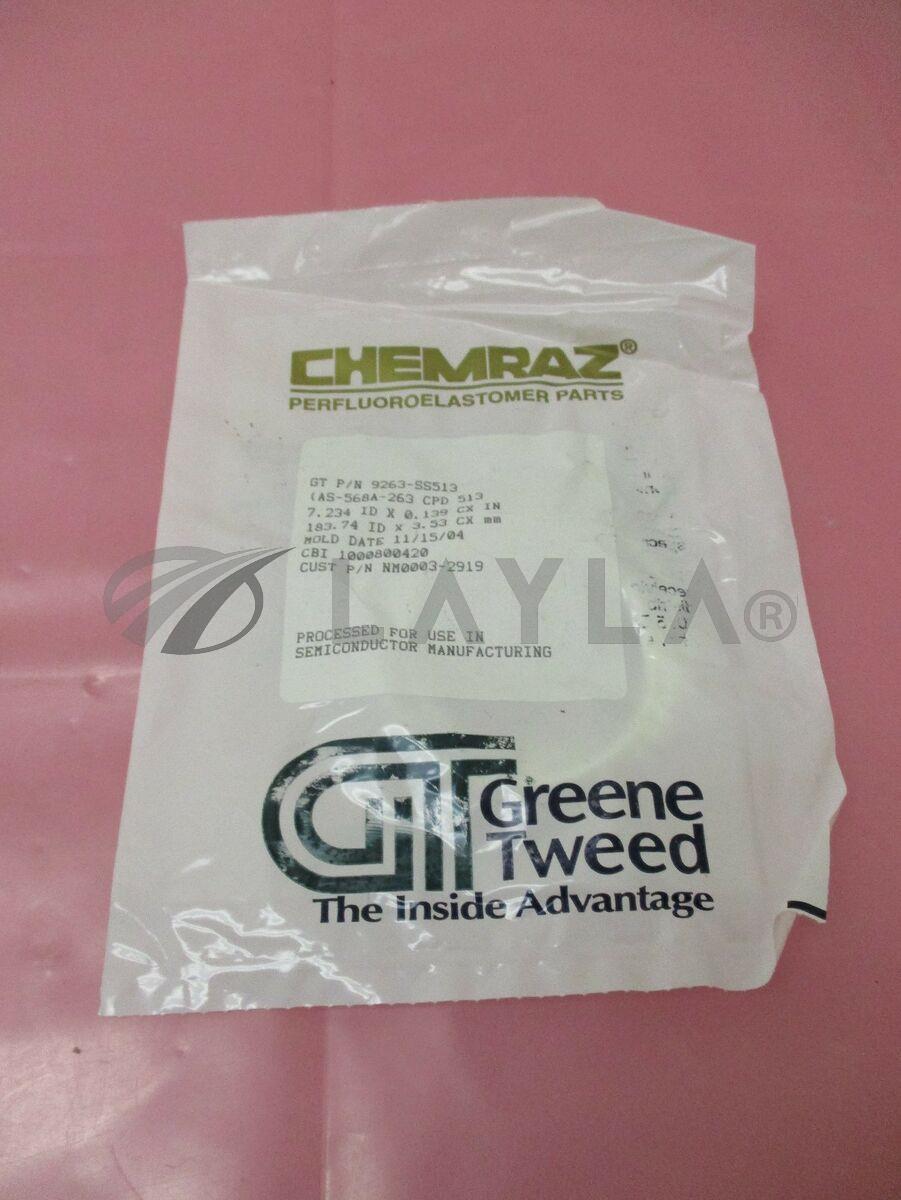 CHEMRAZ®
PERFLUOROELASTOMER PARTS
GT P/N 9263-SS513
(AS-568A-263 CPD 513
7.234 ID X 0.139 CX IN
183.74 ID x 3.53 CX mm
MOLD DATE 11/15/04
CBI 1000800420
CUST P/N NM0003-2919
LAYLA®
PROCESSED FOR USE IN
SEMICONDUCTOR MANUFACTURING
GT Greene
Tweed
The Inside Advantage